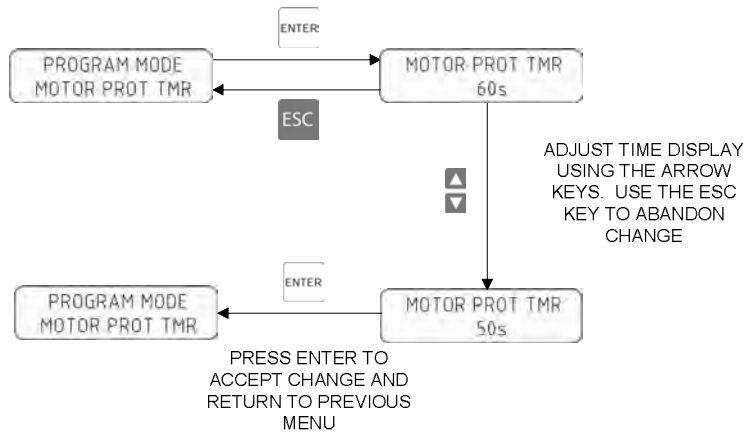 ENTER
PROGRAM MODE
MOTOR PROT TMR
MOTOR PROT TMR
60s
ESC
ADJUST TIME DISPLAY
USING THE ARROW
KEYS. USE THE ESC
KEY TO ABANDON
CHANGE
ENTER
PROGRAM MODE
MOTOR PROT TMR
MOTOR PROT TMR
50s
PRESS ENTER TO
ACCEPT CHANGE AND
RETURN TO PREVIOUS
MENU